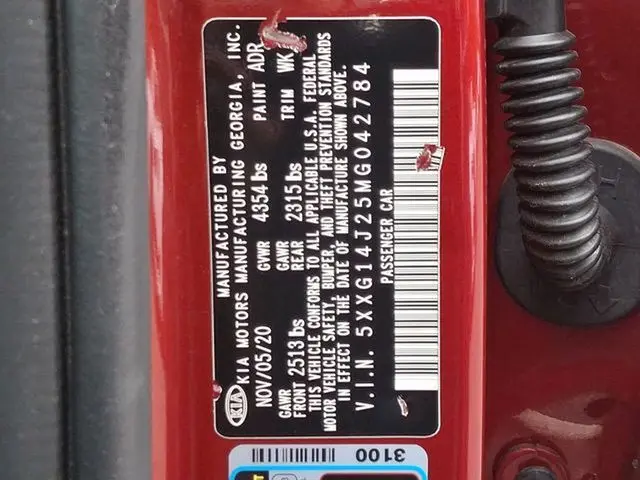 MANUFACTURED BY
KIA KIA MOTORS MANUFACTURING GEORGIA, INC.
NOV/05/20 GVWR 4354 lbs PAINT ADR
GAWR FRONT 2513 lbs GAWR REAR 2315 lbs TRIM WK
THIS VEHICLE CONFORMS TO ALL APPLICABLE U.S.A. FEDERAL
MOTOR VEHICLE SAFETY, BUMPER, AND THEFT PREVENTION STANDARDS
IN EFFECT ON THE DATE OF MANUFACTURE SHOWN ABOVE.
V.I.N. 5XXG14J25MG042784
PASSENGER CAR
3100